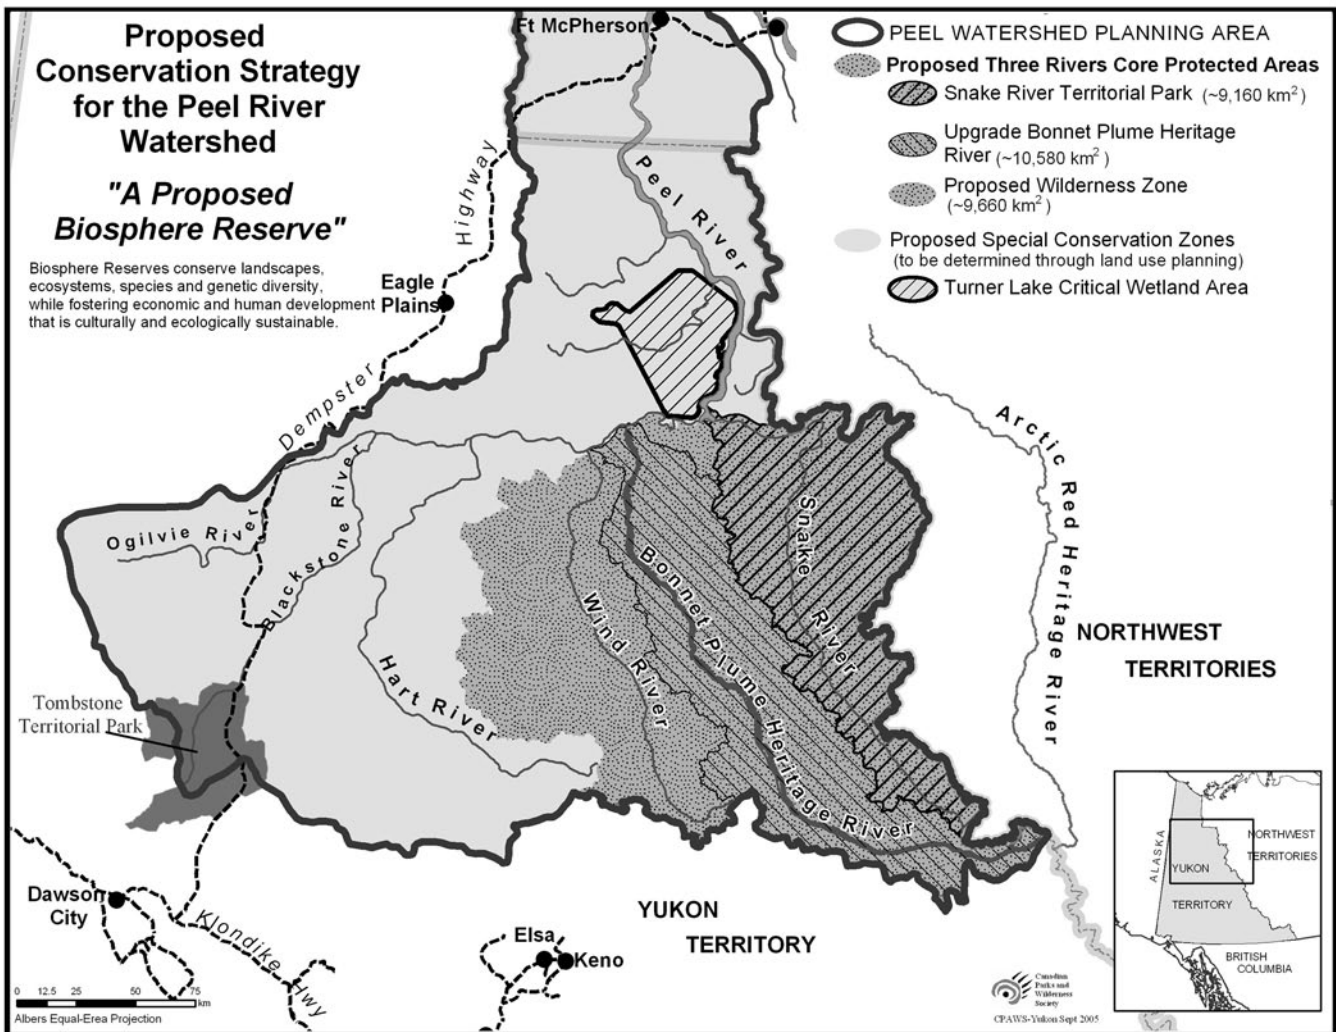 Proposed
Conservation Strategy
for the Peel River
Watershed
"A Proposed
Biosphere Reserve"
Biosphere Reserves conserve landscapes,
ecosystems, species and genetic diversity,
while fostering economic and human development
that is culturally and ecologically sustainable.
PEEL WATERSHED PLANNING AREA
Proposed Three Rivers Core Protected Areas
Snake River Territorial Park (~9,160 km²)
Upgrade Bonnet Plume Heritage
River (~10,580 km²)
Proposed Wilderness Zone
(~9,660 km²)
Proposed Special Conservation Zones
(to be determined through land use planning)
Turner Lake Critical Wetland Area
Ft McPherson
Peel River
Dempster Highway
Eagle
Plains
Arctic Red Heritage River
Ogilvie River
Blackstone River
Hart River
Wind River
Bonnet Plume Heritage River
Snake River
NORTHWEST
TERRITORIES
Tombstone
Territorial Park
Dawson
City
Klondike Hwy
Elsa
Keno
YUKON
TERRITORY
0 12.5 25 50 75
km
Albers Equal-Erea Projection
Canadian
Parks and
Wilderness
Society
CPAWS-Yukon Sept 2005
ALASKA
YUKON
TERRITORY
NORTHWEST
TERRITORIES
BRITISH
COLUMBIA